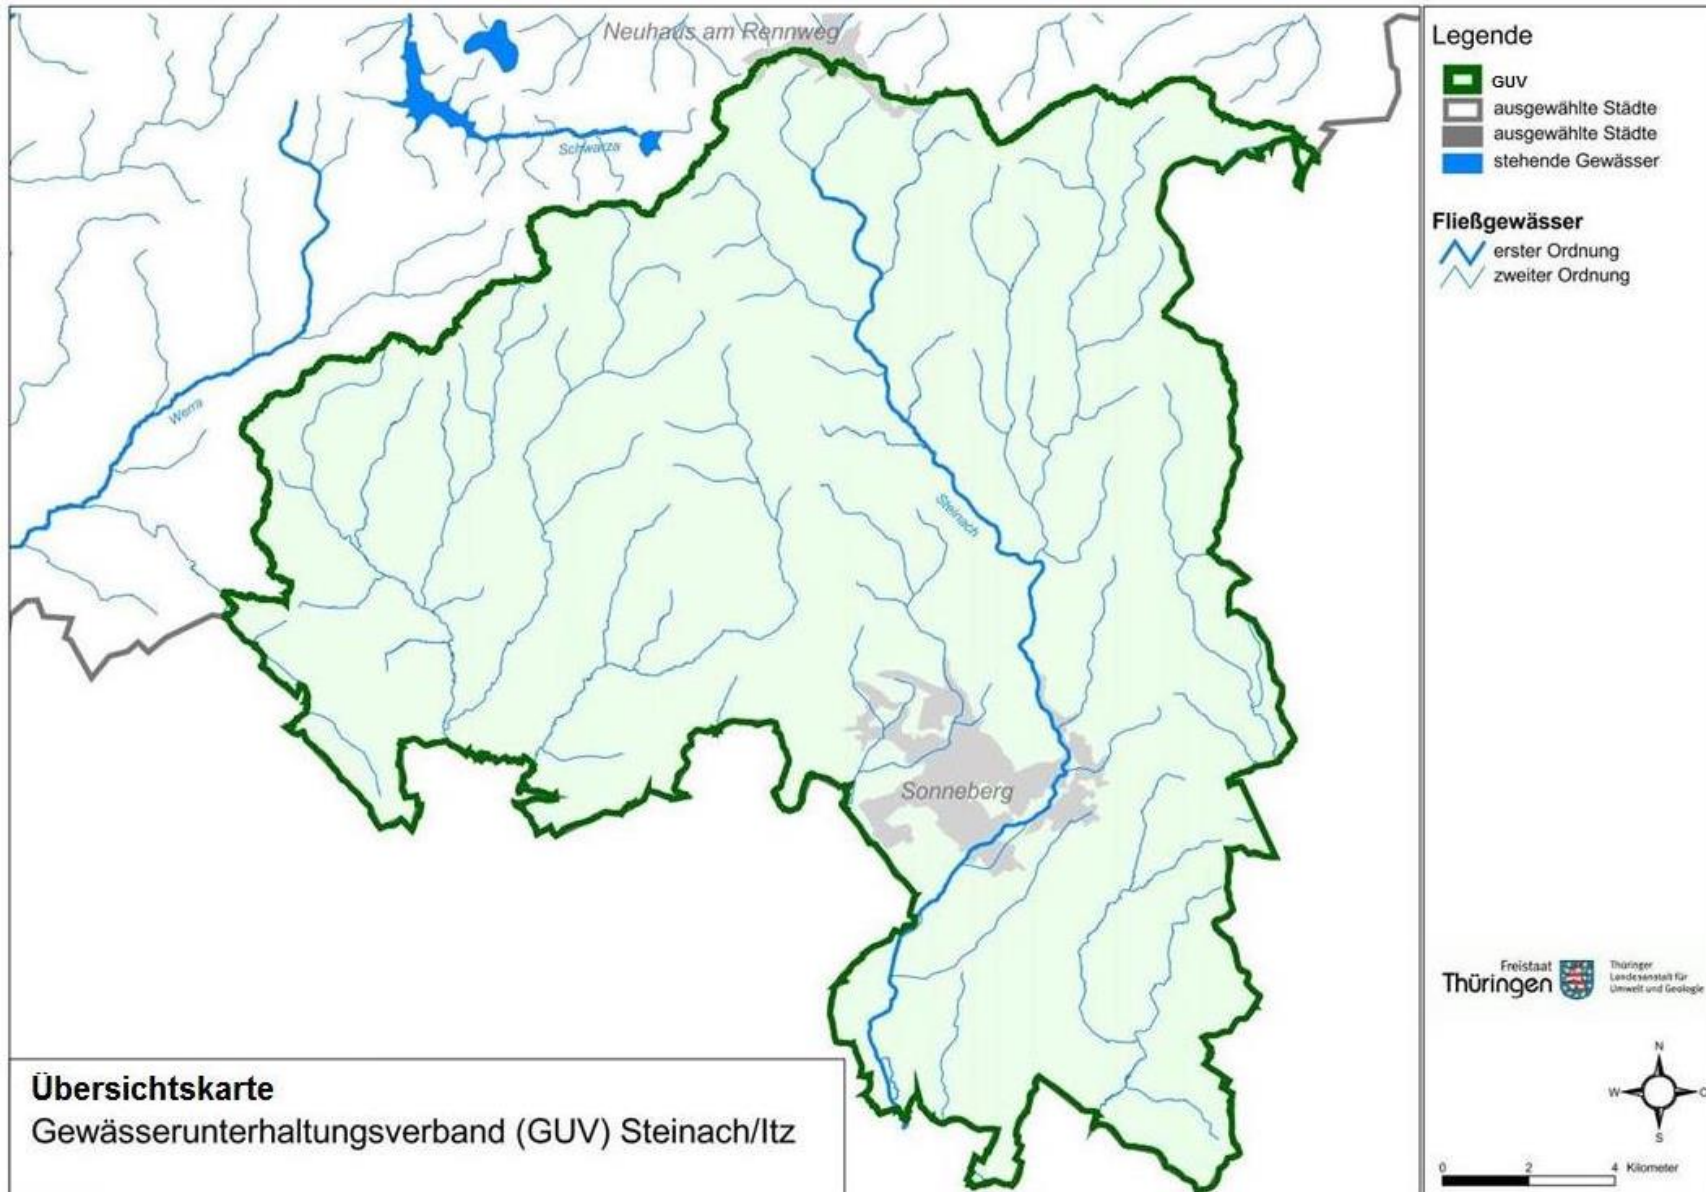 Neuhaus am Rennweg
Schwarza
Werra
Steinach
Sonneberg
Übersichtskarte
Gewässerunterhaltungsverband (GUV) Steinach/Itz
Legende
GUV
ausgewählte Städte
ausgewählte Städte
stehende Gewässer
Fließgewässer
erster Ordnung
zweiter Ordnung
Freistaat
Thüringen
Thüringer
Landesanstalt für
Umwelt und Geologie
N
W O
S
0 2 4 Kilometer